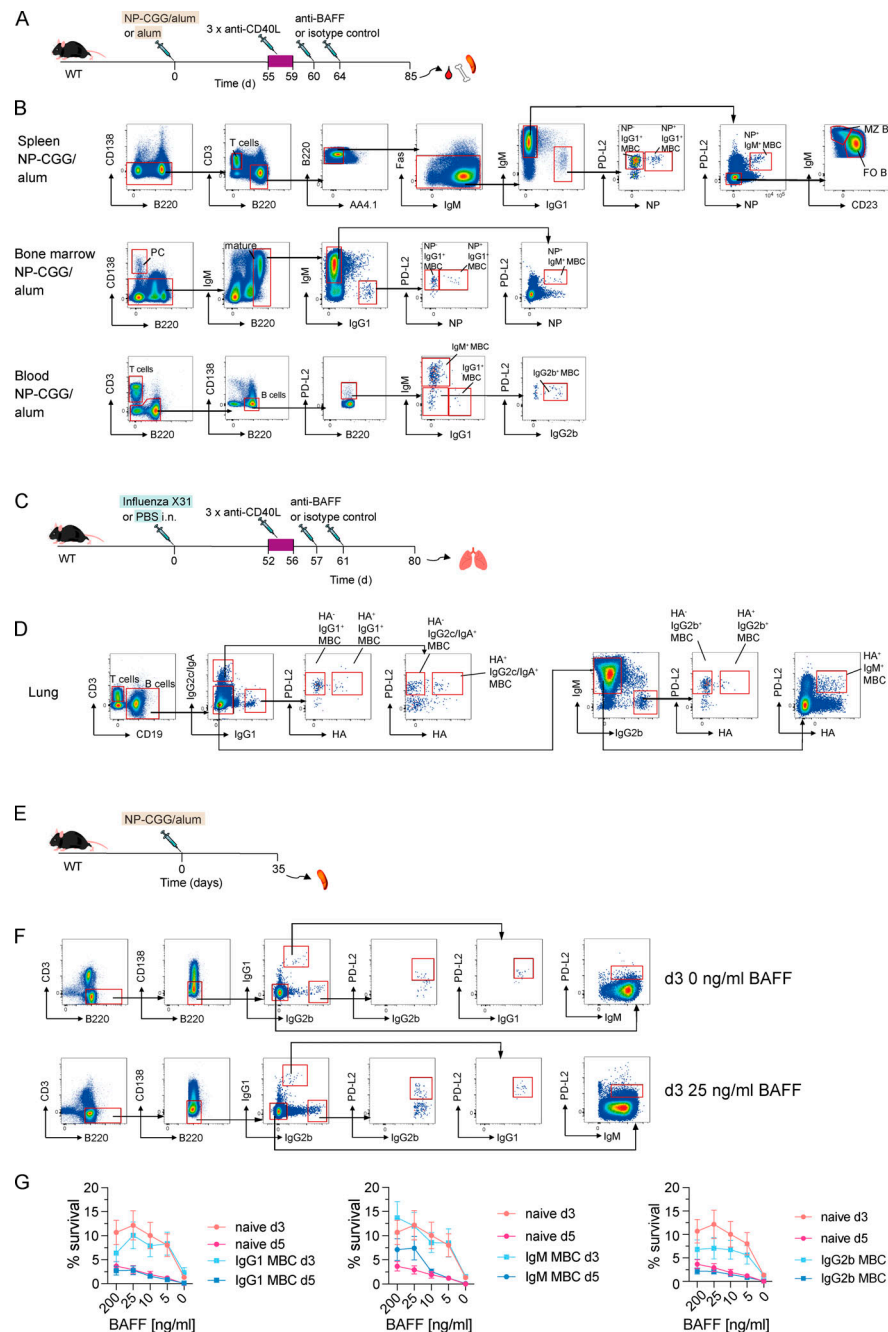 A
NP-CGG/alum
or alum
3 x anti-CD40L
anti-BAFF
or isotype control
WT
0
Time (d)
55
59
60
64
85
B
Spleen
NP-CGG/
alum
CD138
B220
T cells
CD3
B220
B220
AA4.1
Fas
IgM
IgM
IgG1
NP-
IgG1+
MBC
NP+
IgG1+
MBC
PD-L2
NP
NP+
IgM+ MBC
PD-L2
NP
MZ B
FO B
IgM
CD23
Bone marrow
NP-CGG/
alum
PC
CD138
B220
mature
IgM
B220
IgM
IgG1
NP-
IgG1+
MBC
NP+
IgG1+
MBC
PD-L2
NP
NP+
IgM+ MBC
PD-L2
NP
Blood
NP-CGG/
alum
T cells
CD3
B220
B cells
CD138
B220
PD-L2
B220
IgM+ MBC
IgG1+
MBC
IgM
IgG1
IgG2b+ MBC
PD-L2
IgG2b
C
Influenza X31
or PBS i.n.
3 x anti-CD40L
anti-BAFF
or isotype control
WT
0
52
56
57
61
80
Time (d)
D
Lung
T cells
B cells
CD3
CD19
IgG2c/IgA
IgG1
HA-
IgG1+
MBC
HA+
IgG1+
MBC
PD-L2
HA
HA-
IgG2c/IgA+
MBC
HA+
IgG2c/IgA+
MBC
PD-L2
HA
IgM
IgG2b
HA-
IgG2b+
MBC
HA+
IgG2b+
MBC
PD-L2
HA
HA+
IgM+
MBC
PD-L2
HA
E
NP-CGG/alum
WT
0
35
Time (days)
F
CD3
B220
CD138
B220
IgG1
IgG2b
PD-L2
IgG2b
PD-L2
IgG1
PD-L2
IgM
d3 0 ng/ml BAFF
CD3
B220
CD138
B220
IgG1
IgG2b
PD-L2
IgG2b
PD-L2
IgG1
PD-L2
IgM
d3 25 ng/ml BAFF
G
% survival
20
15
10
5
0
200
25
10
5
0
BAFF [ng/ml]
naive d3
naive d5
IgG1 MBC d3
IgG1 MBC d5
% survival
20
15
10
5
0
200
25
10
5
0
BAFF [ng/ml]
naive d3
naive d5
IgM MBC d3
IgM MBC d5
% survival
20
15
10
5
0
200
25
10
5
0
BAFF [ng/ml]
naive d3
naive d5
IgG2b MBC
IgG2b MBC